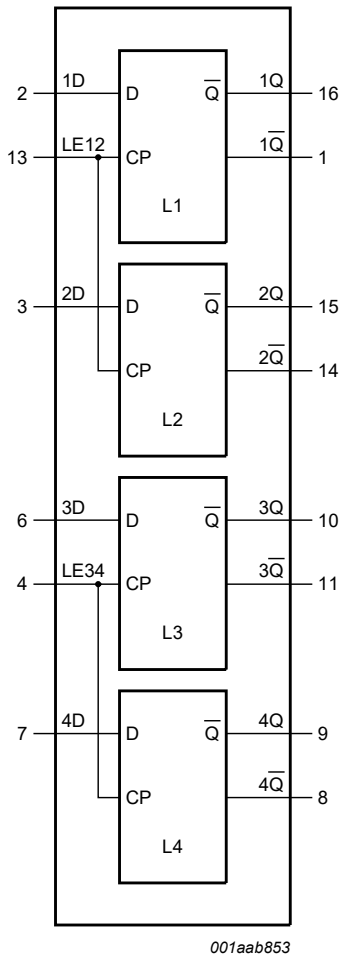 2 1D D Q̅ 1Q 16
13 LE12 CP 1Q̅ 1
L1
3 2D D Q̅ 2Q 15
CP 2Q̅ 14
L2
6 3D D Q̅ 3Q 10
4 LE34 CP 3Q̅ 11
L3
7 4D D Q̅ 4Q 9
CP 4Q̅ 8
L4
001aab853